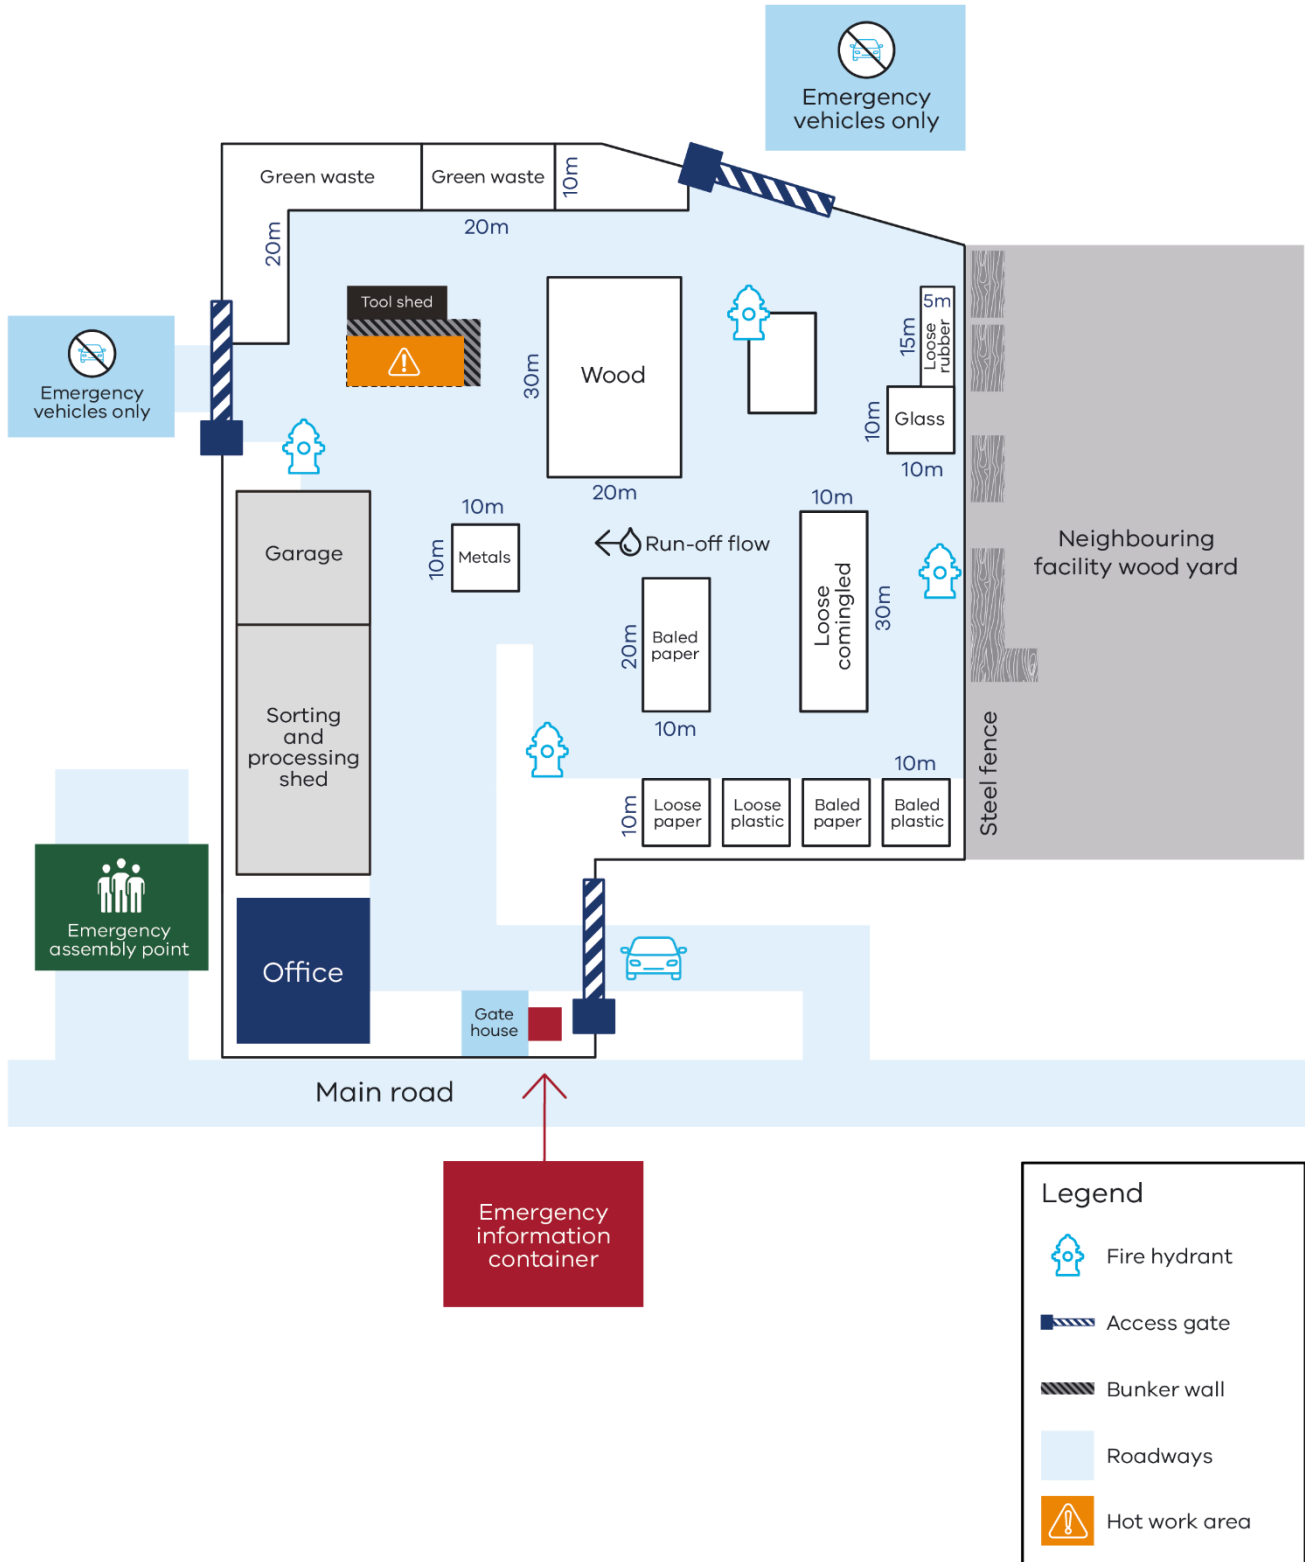 Emergency
vehicles only
Green waste
Green waste
10m
20m
20m
Tool shed
5m
15m
Loose
rubber
Wood
30m
20m
Emergency
vehicles only
Glass
10m
10m
Garage
10m
10m
Metals
Run-off flow
10m
Loose
comingled
30m
Neighbouring
facility wood yard
Baled
paper
20m
10m
Sorting
and
processing
shed
Steel fence
10m
10m
Loose
paper
Loose
plastic
Baled
paper
Baled
plastic
Emergency
assembly point
Office
Gate
house
Main road
Emergency
information
container
Legend
Fire hydrant
Access gate
Bunker wall
Roadways
Hot work area